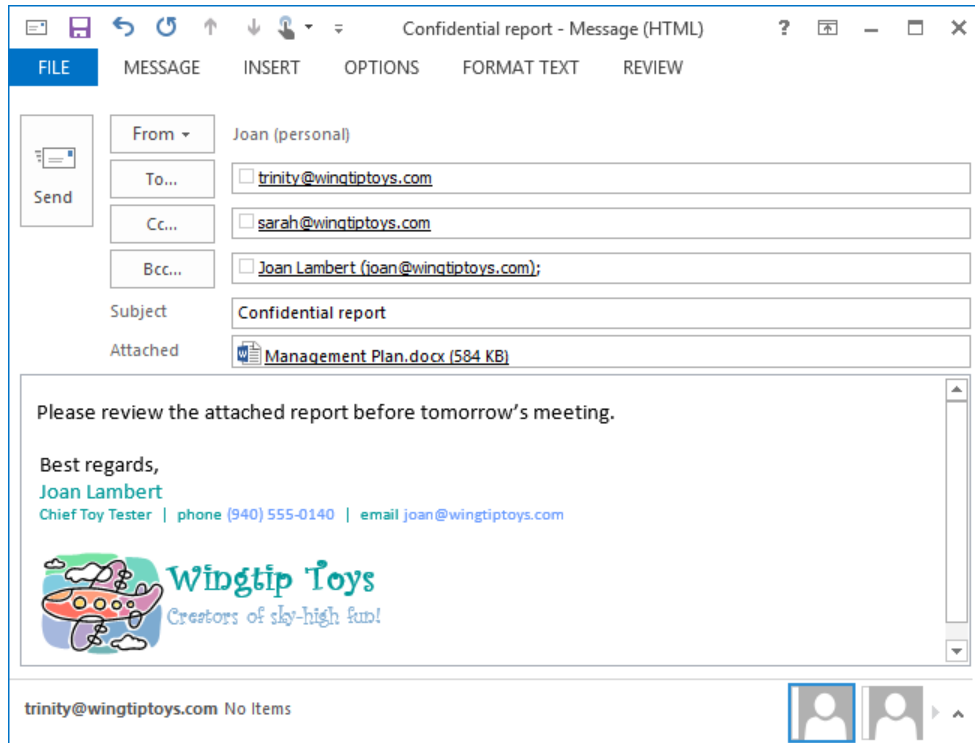 Confidential report - Message (HTML) ?
FILE MESSAGE INSERT OPTIONS FORMAT TEXT REVIEW
From Joan (personal)
Send
To... trinity@wingtiptoys.com
Cc... sarah@wingtiptoys.com
Bcc... Joan Lambert (joan@wingtiptoys.com);
Subject Confidential report
Attached Management Plan.docx (584 KB)
Please review the attached report before tomorrow’s meeting.
Best regards,
Joan Lambert
Chief Toy Tester | phone (940) 555-0140 | email joan@wingtiptoys.com
Wingtip Toys
Creators of sky-high fun!
trinity@wingtiptoys.com No Items